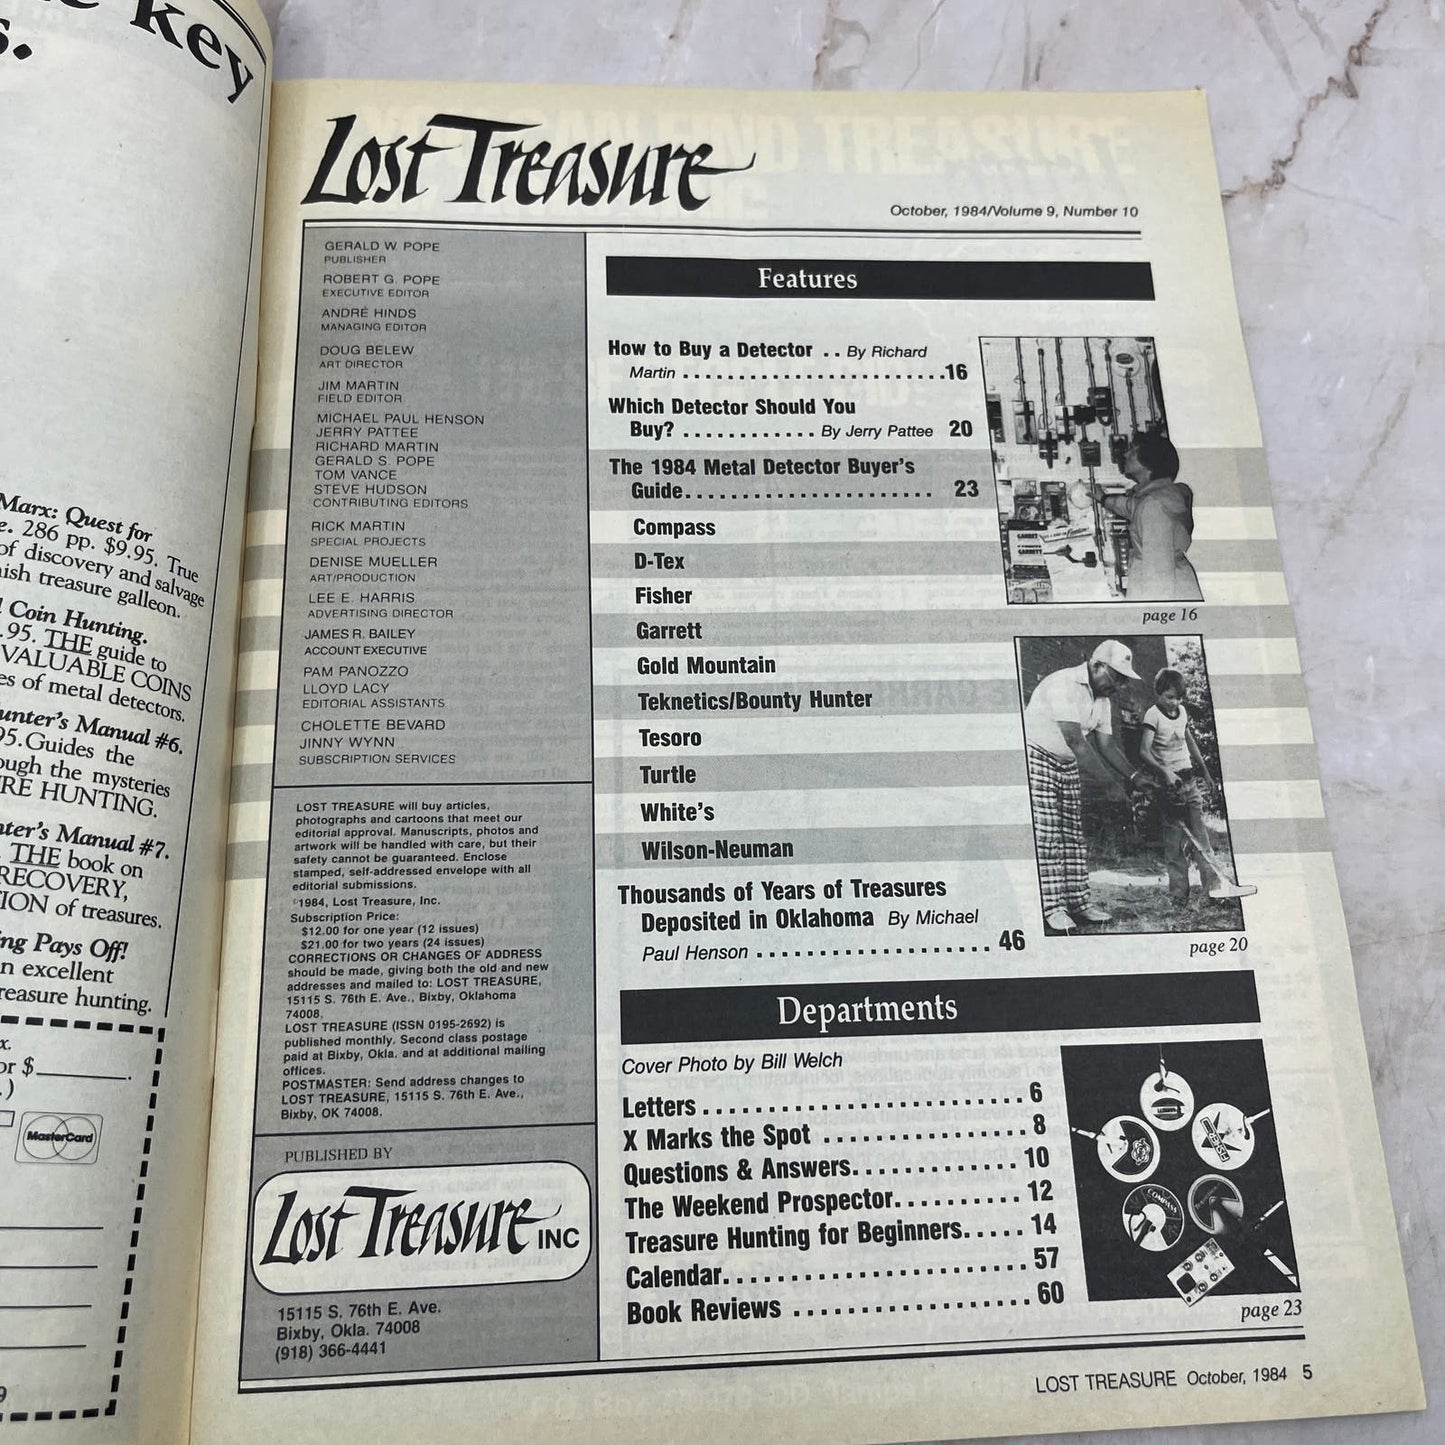 e key
s.
Marx: Quest for
e. 286 pp. $9.95. True
of discovery and salvage
nish treasure galleon.
l Coin Hunting.
.95. THE guide to
VALUABLE COINS
es of metal detectors.
unter's Manual #6.
95. Guides the
ough the mysteries
RE HUNTING.
nter's Manual #7.
. THE book on
RECOVERY,
ION of treasures.
ng Pays Off!
n excellent
reasure hunting.
x.
or $______.
.)
MasterCard
9
Lost Treasure
October, 1984/Volume 9, Number 10
GERALD W. POPE
PUBLISHER
ROBERT G. POPE
EXECUTIVE EDITOR
ANDRÉ HINDS
MANAGING EDITOR
DOUG BELEW
ART DIRECTOR
JIM MARTIN
FIELD EDITOR
MICHAEL PAUL HENSON
JERRY PATTEE
RICHARD MARTIN
GERALD S. POPE
TOM VANCE
STEVE HUDSON
CONTRIBUTING EDITORS
RICK MARTIN
SPECIAL PROJECTS
DENISE MUELLER
ART/PRODUCTION
LEE E. HARRIS
ADVERTISING DIRECTOR
JAMES R. BAILEY
ACCOUNT EXECUTIVE
PAM PANOZZO
LLOYD LACY
EDITORIAL ASSISTANTS
CHOLETTE BEVARD
JINNY WYNN
SUBSCRIPTION SERVICES
LOST TREASURE will buy articles,
photographs and cartoons that meet our
editorial approval. Manuscripts, photos and
artwork will be handled with care, but their
safety cannot be guaranteed. Enclose
stamped, self-addressed envelope with all
editorial submissions.
©1984, Lost Treasure, Inc.
Subscription Price:
$12.00 for one year (12 issues)
$21.00 for two years (24 issues)
CORRECTIONS OR CHANGES OF ADDRESS
should be made, giving both the old and new
addresses and mailed to: LOST TREASURE,
15115 S. 76th E. Ave., Bixby, Oklahoma
74008,
LOST TREASURE (ISSN 0195-2692) is
published monthly. Second class postage
paid at Bixby, Okla. and at additional mailing
offices.
POSTMASTER: Send address changes to
LOST TREASURE, 15115 S. 76th E. Ave.,
Bixby, OK 74008.
PUBLISHED BY
Lost Treasure INC
15115 S. 76th E. Ave.
Bixby, Okla. 74008
(918) 366-4441
Features
How to Buy a Detector . . By Richard
Martin . . . . . . . . . . . . . . . . . . . . . . . . 16
Which Detector Should You
Buy? . . . . . . . . . . . . By Jerry Pattee 20
The 1984 Metal Detector Buyer's
Guide . . . . . . . . . . . . . . . . . . . . . . 23
Compass
D-Tex
Fisher
Garrett
Gold Mountain
Teknetics/Bounty Hunter
Tesoro
Turtle
White's
Wilson-Neuman
Thousands of Years of Treasures
Deposited in Oklahoma By Michael
Paul Henson . . . . . . . . . . . . . . . . . . 46
GARRETT
page 16
page 20
Departments
Cover Photo by Bill Welch
Letters . . . . . . . . . . . . . . . . . . . . . . . . 6
X Marks the Spot . . . . . . . . . . . . . . . . 8
Questions & Answers. . . . . . . . . . . . . 10
The Weekend Prospector. . . . . . . . . . 12
Treasure Hunting for Beginners. . . . . 14
Calendar. . . . . . . . . . . . . . . . . . . . . . . 57
Book Reviews . . . . . . . . . . . . . . . . . . 60
COMPASS
page 23
LOST TREASURE October, 1984 5